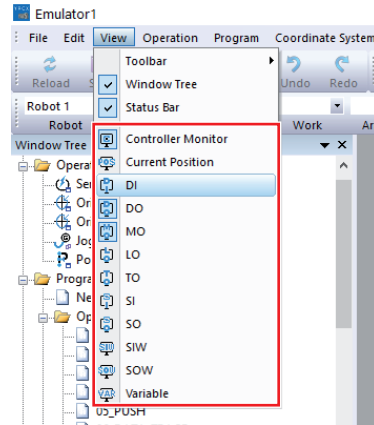 Emulator1
File Edit View Operation Program Coordinate System
Toolbar
Reload Undo Redo
Window Tree
Robot 1
Status Bar
Robot Work
Window Tree
Controller Monitor
Current Position
DI
DO
MO
LO
TO
SI
SO
SIW
SOW
Variable
05_PUSH